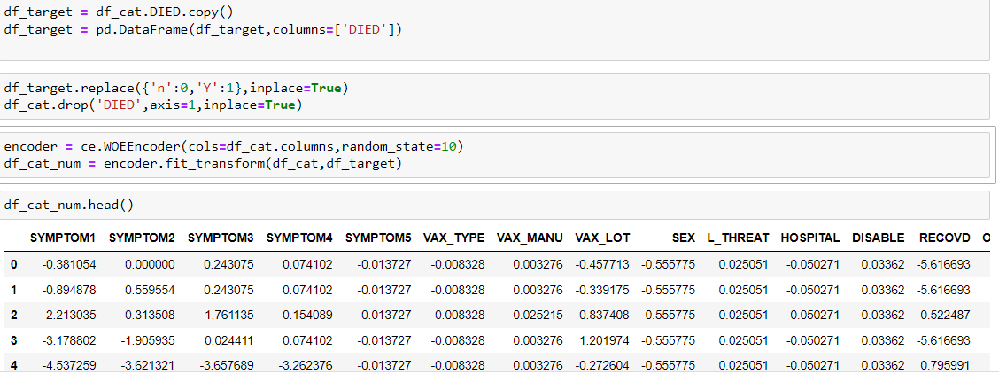 df_target = df_cat.DIED.copy()
df_target = pd.DataFrame(df_target,columns=['DIED'])
df_target.replace({'n':0,'Y':1},inplace=True)
df_cat.drop('DIED',axis=1,inplace=True)
encoder = ce.WOEEncoder(cols=df_cat.columns,random_state=10)
df_cat_num = encoder.fit_transform(df_cat,df_target)
df_cat_num.head()
SYMPTOM1 SYMPTOM2 SYMPTOM3 SYMPTOM4 SYMPTOM5 VAX_TYPE VAX_MANU VAX_LOT SEX L_THREAT HOSPITAL DISABLE RECOVD O
0 -0.381054 0.000000 0.243075 0.074102 -0.013727 -0.008328 0.003276 -0.457713 -0.555775 0.025051 -0.050271 0.03362 -5.616693
1 -0.894878 0.559554 0.243075 0.074102 -0.013727 -0.008328 0.003276 -0.339175 -0.555775 0.025051 -0.050271 0.03362 -5.616693
2 -2.213035 -0.313508 -1.761135 0.154089 -0.013727 -0.008328 0.025215 -0.837408 -0.555775 0.025051 -0.050271 0.03362 -0.522487
3 -3.178802 -1.905935 0.024411 0.074102 -0.013727 -0.008328 0.003276 1.201974 -0.555775 0.025051 -0.050271 0.03362 -5.616693
4 -4.537259 -3.621321 -3.657689 -3.262376 -0.013727 -0.008328 0.003276 -0.272604 -0.555775 0.025051 -0.050271 0.03362 0.795991